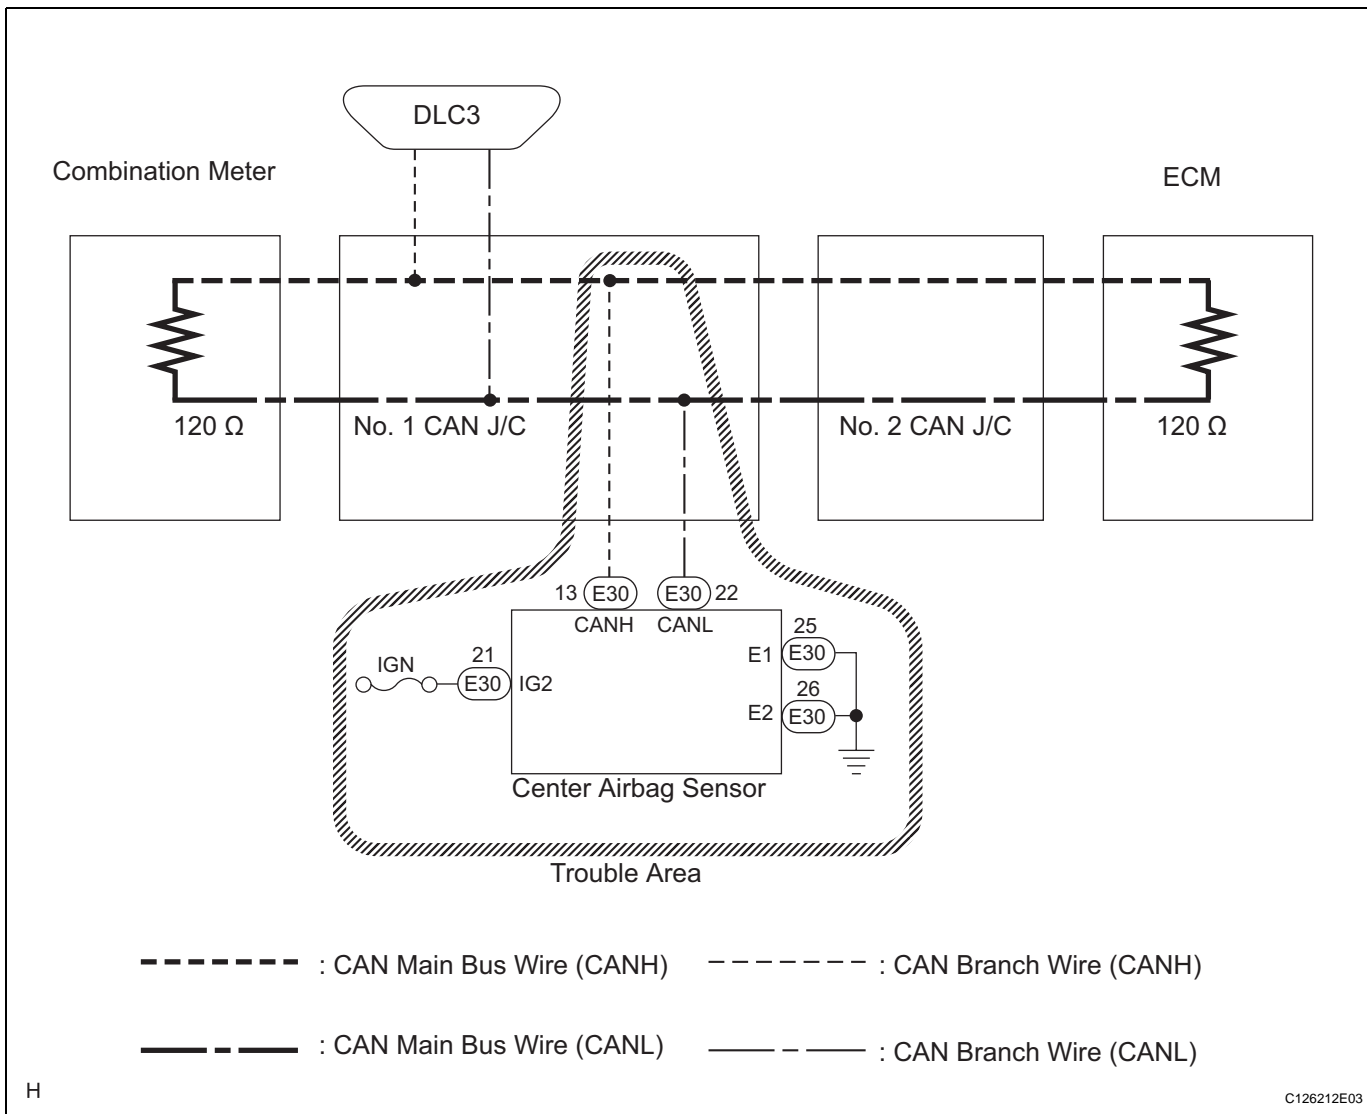 DLC3
Combination Meter
ECM
120 Ω
No. 1 CAN J/C
No. 2 CAN J/C
120 Ω
13 E30
E30 22
CANH
CANL
25
E1 E30
IGN
21
E30 IG2
26
E2 E30
Center Airbag Sensor
Trouble Area
: CAN Main Bus Wire (CANH)
: CAN Branch Wire (CANH)
: CAN Main Bus Wire (CANL)
: CAN Branch Wire (CANL)
H
C126212E03